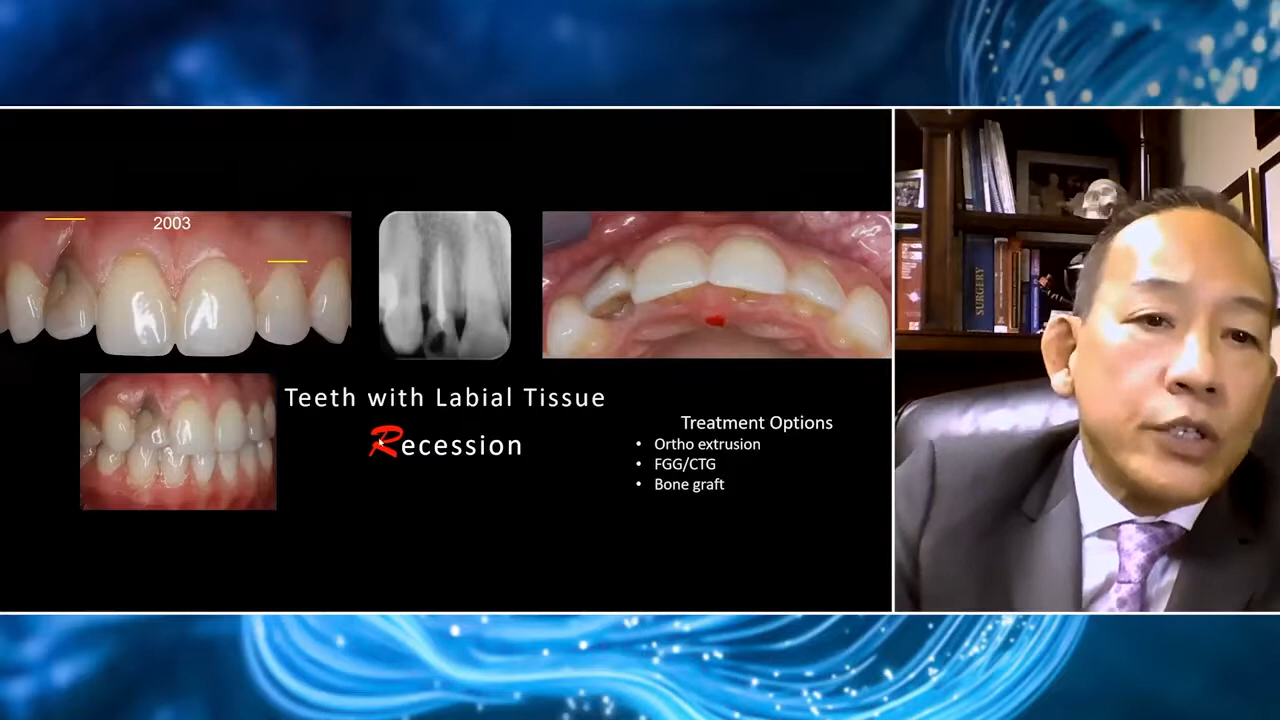 2003
Teeth with Labial Tissue
Recession
Treatment Options
• Ortho extrusion
• FGG/CTG
• Bone graft
SURGERY